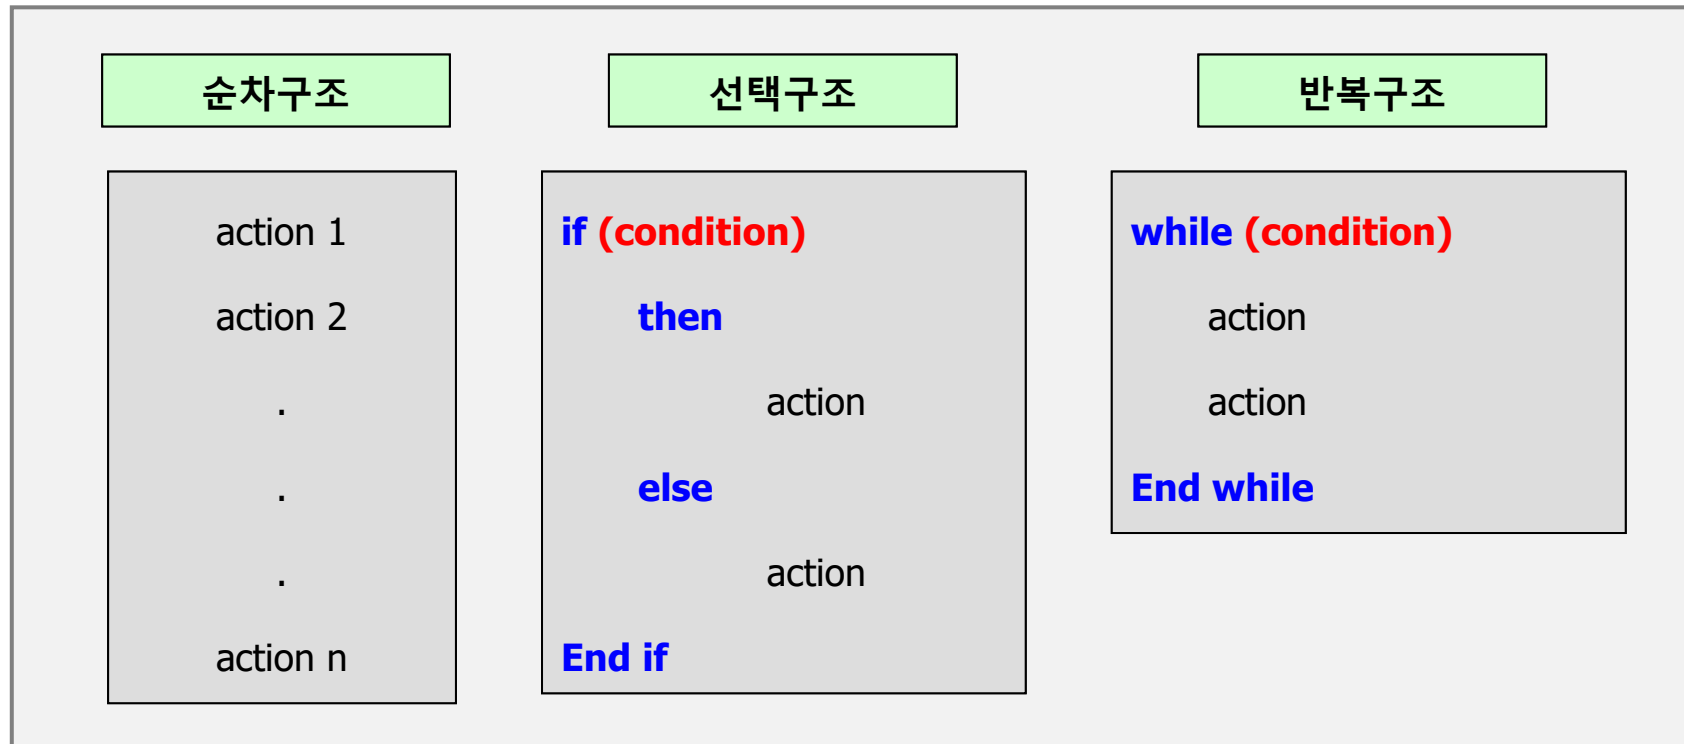 순차구조
action 1
action 2
.
.
.
action n
선택구조
if (condition)
then
action
else
action
End if
반복구조
while (condition)
action
action
End while